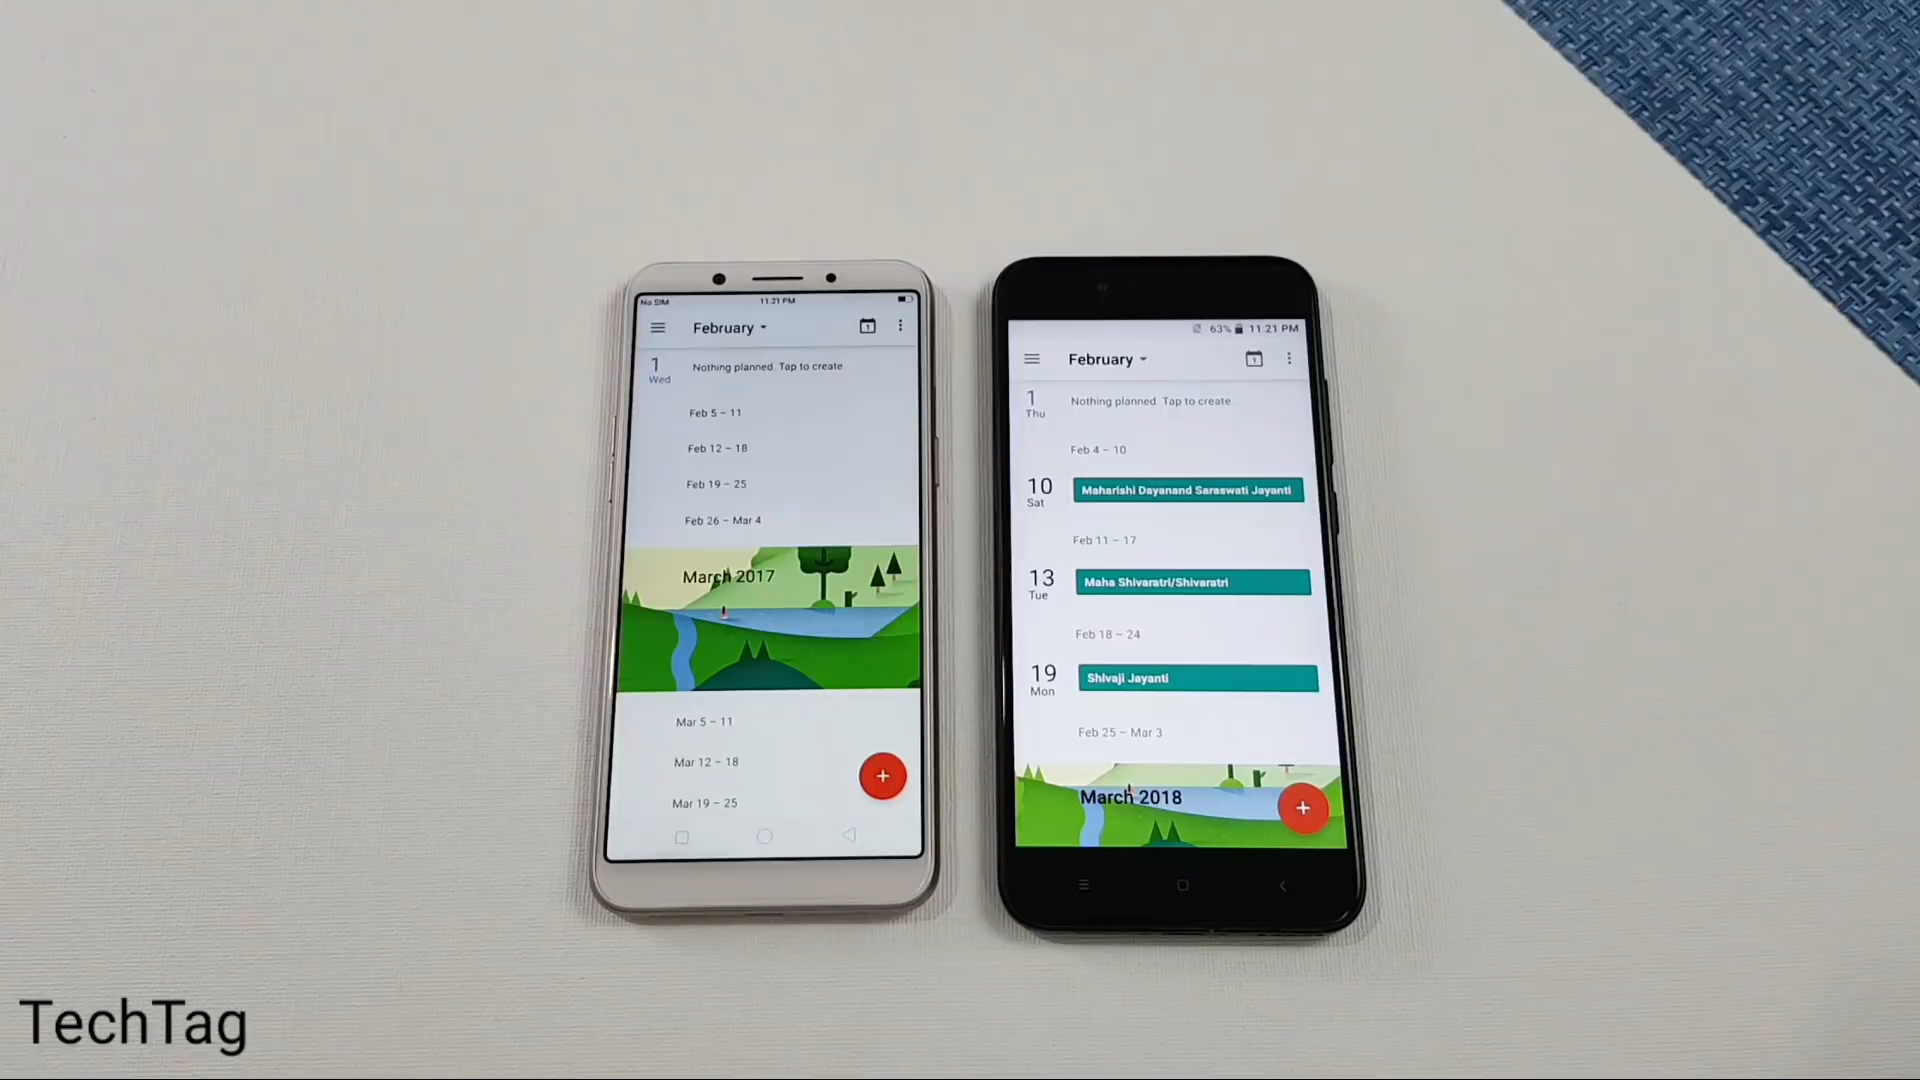 No SIM
11:21 PM
February
1
1
Wed
Nothing planned. Tap to create
Feb 5 – 11
Feb 12 – 18
Feb 19 – 25
Feb 26 – Mar 4
March 2017
Mar 5 – 11
Mar 12 – 18
Mar 19 – 25
63% 11:21 PM
February
1
1
Thu
Nothing planned. Tap to create
Feb 4 – 10
10
Sat
Maharishi Dayanand Saraswati Jayanti
Feb 11 – 17
13
Tue
Maha Shivaratri/Shivaratri
Feb 18 – 24
19
Mon
Shivaji Jayanti
Feb 25 – Mar 3
March 2018
TechTag